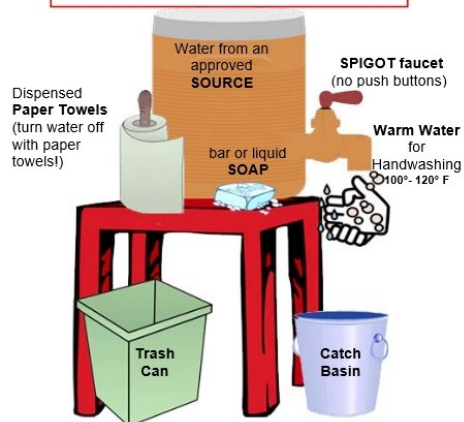 Water from an
approved
SOURCE
SPIGOT faucet
(no push buttons)
Dispensed
Paper Towels
(turn water off
with paper
towels!)
Warm Water
for
Handwashing
100°- 120° F
bar or liquid
SOAP
Trash
Can
Catch
Basin